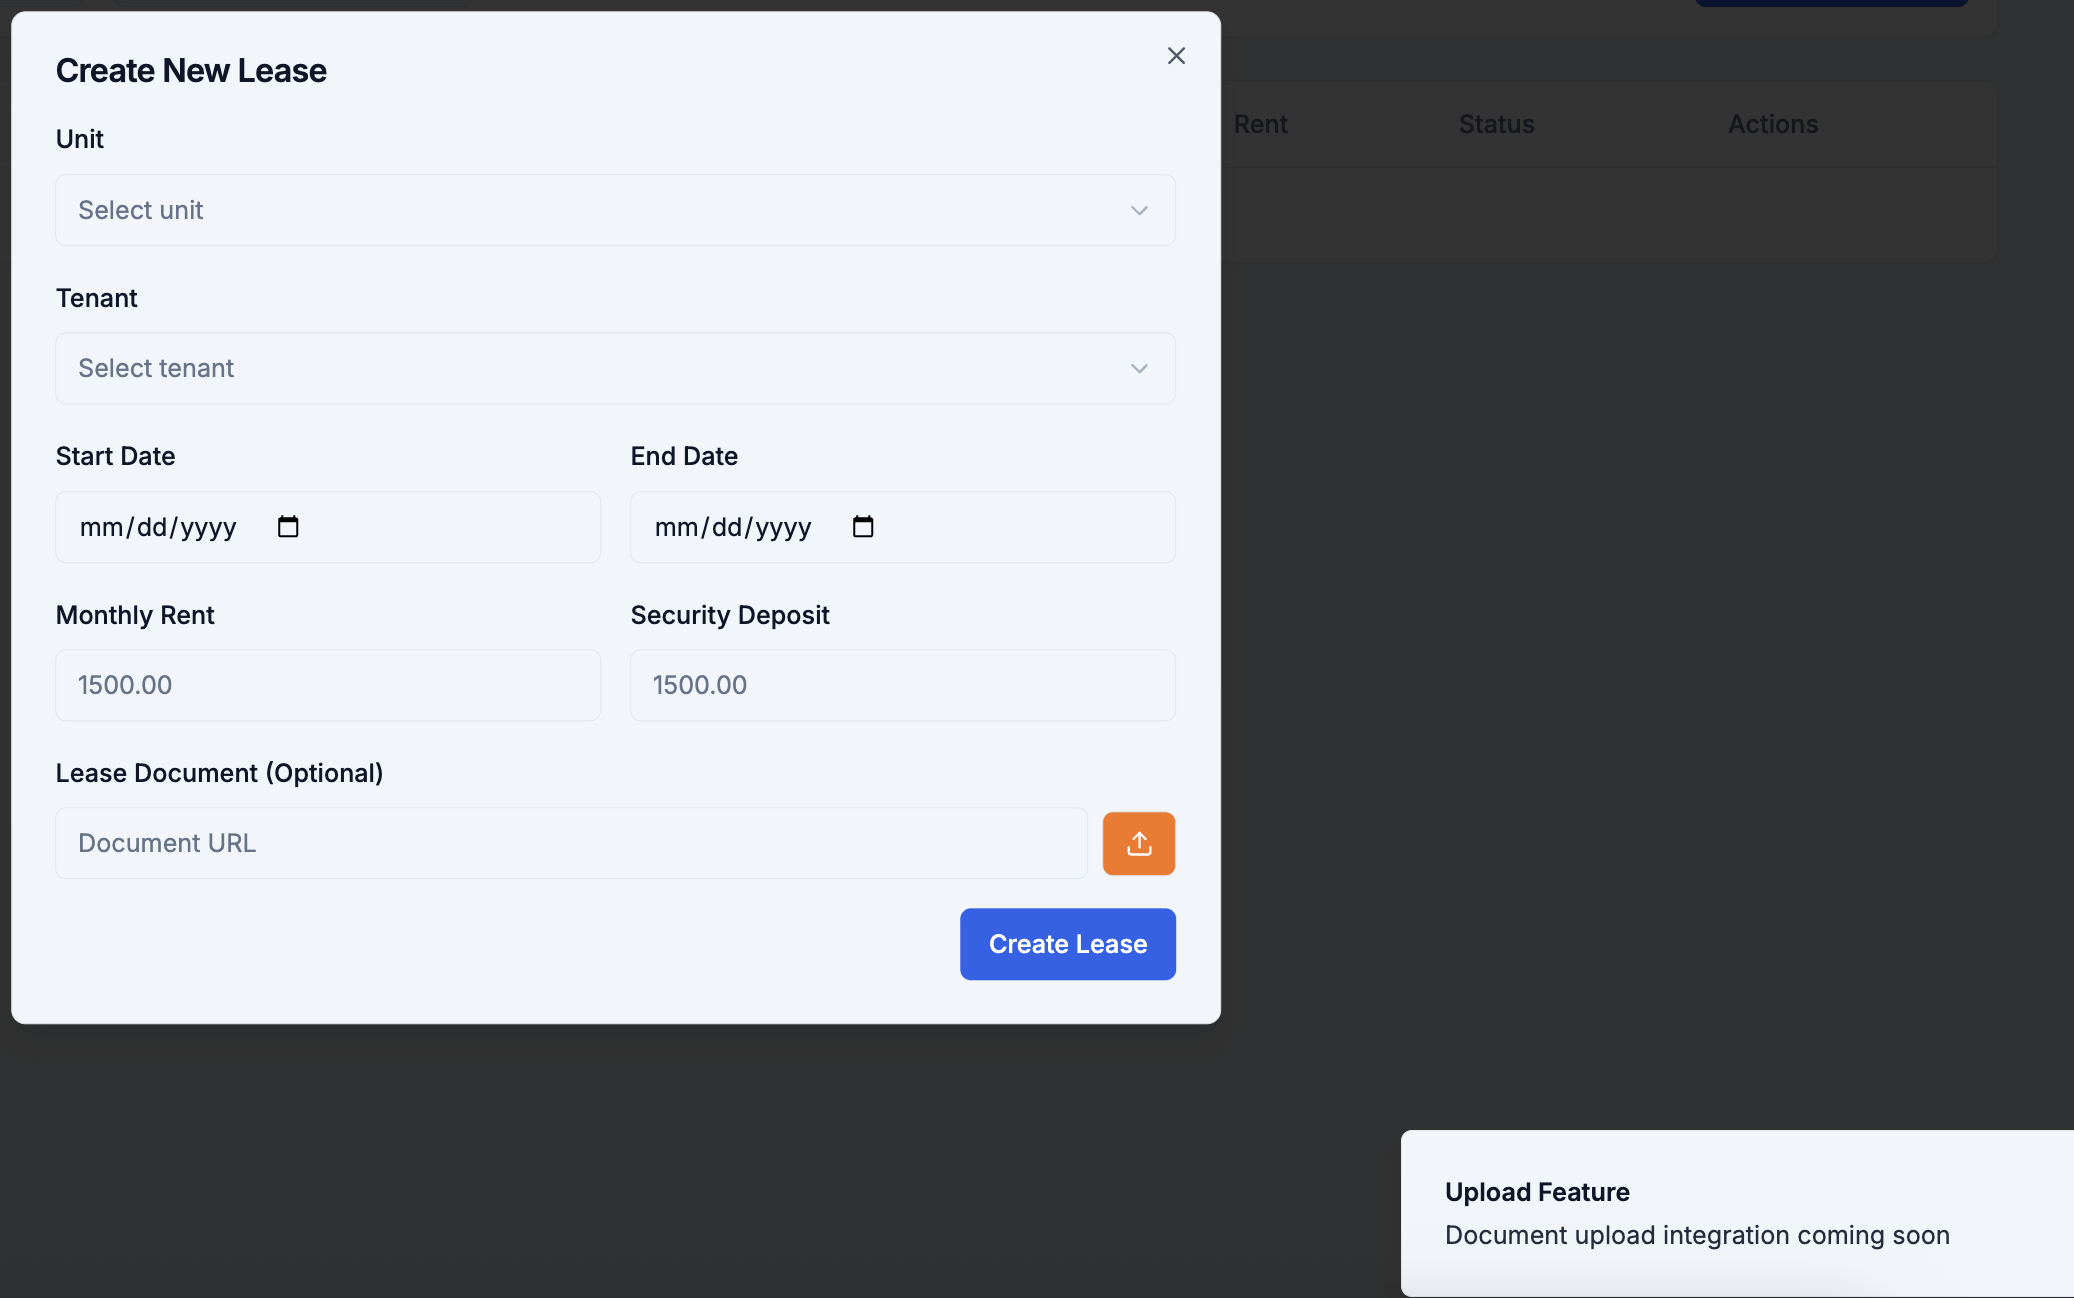 Create New Lease
Unit
Select unit
Tenant
Select tenant
Start Date
End Date
mm/dd/yyyy
mm/dd/yyyy
Monthly Rent
Security Deposit
1500.00
1500.00
Lease Document (Optional)
Document URL
Create Lease
Rent
Status
Actions
Upload Feature
Document upload integration coming soon